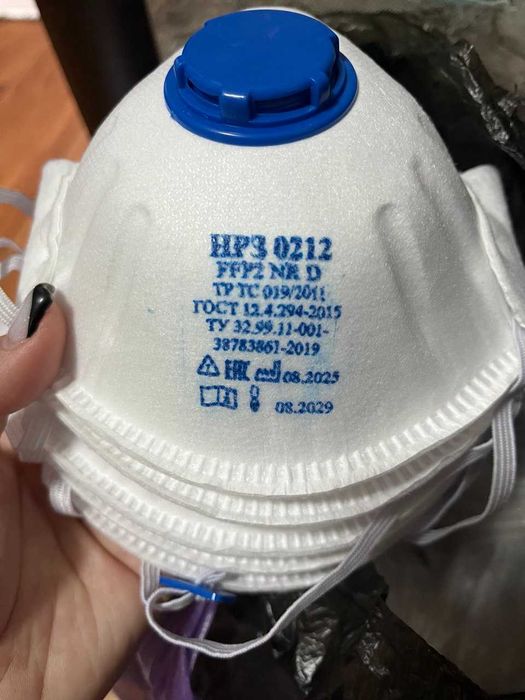 НРЗ 0212
FFP2 NR D
ТР ТС 019/2011
ГОСТ 12.4.294-2015
ТУ 32.99.11-001-
38783861-2019
ЕАС 08.2025
08.2029